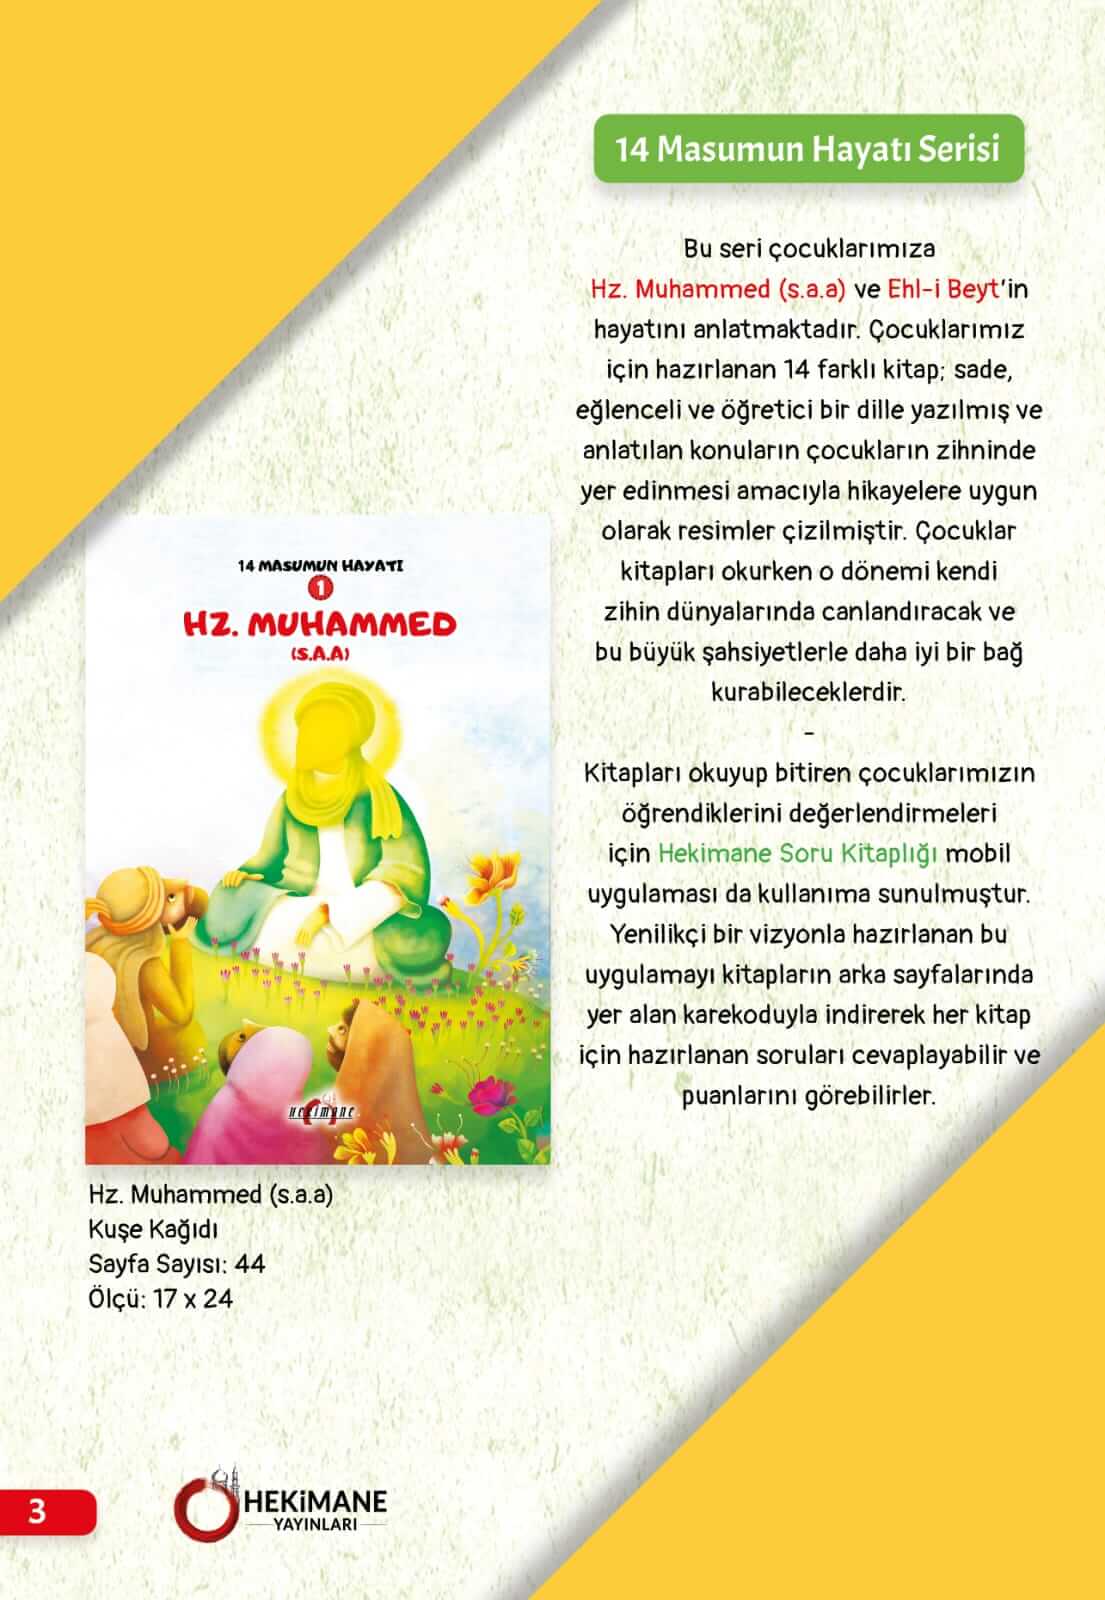 14 Masumun Hayatı Serisi
Bu seri çocuklarımıza
Hz. Muhammed (s.a.a) ve Ehl-i Beyt'in
hayatını anlatmaktadır. Çocuklarımız
için hazırlanan 14 farklı kitap; sade,
eğlenceli ve öğretici bir dille yazılmış ve
anlatılan konuların çocukların zihninde
yer edinmesi amacıyla hikayelere uygun
olarak resimler çizilmiştir. Çocuklar
kitapları okurken o dönemi kendi
zihin dünyalarında canlandıracak ve
bu büyük şahsiyetlerle daha iyi bir bağ
kurabileceklerdir.
-
Kitapları okuyup bitiren çocuklarımızın
öğrendiklerini değerlendirmeleri
için Hekimane Soru Kitaplığı mobil
uygulaması da kullanıma sunulmuştur.
Yenilikçi bir vizyonla hazırlanan bu
uygulamayı kitapların arka sayfalarında
yer alan karekoduyla indirerek her kitap
için hazırlanan soruları cevaplayabilir ve
puanlarını görebilirler.
14 MASUMUN HAYATI
1
HZ. MUHAMMED
(S.A.A)
Hekimane
Hz. Muhammed (s.a.a)
Kuşe Kağıdı
Sayfa Sayısı: 44
Ölçü: 17 x 24
3
HEKİMANE
YAYINLARI